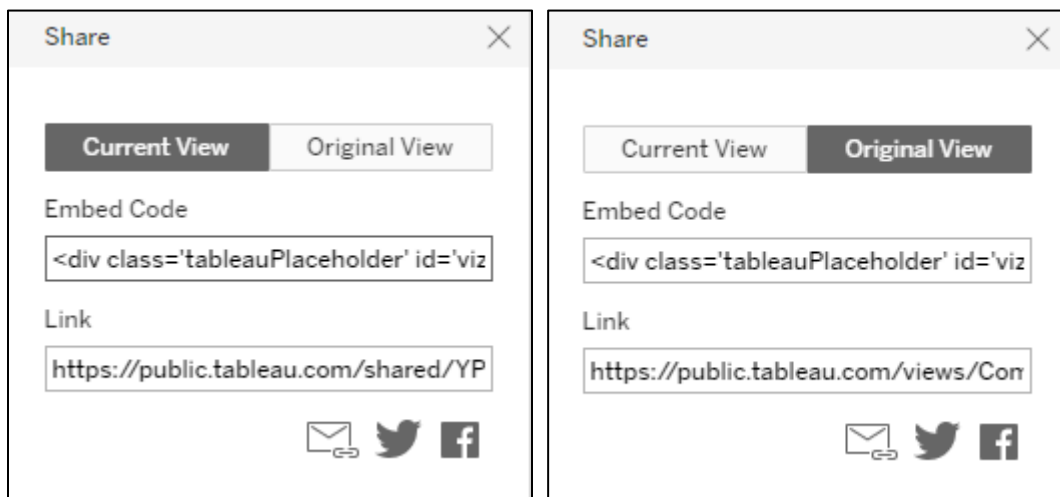 Share
Current View Original View
Embed Code
<div class='tableauPlaceholder' id='viz
Link
https://public.tableau.com/shared/YP
Share
Current View Original View
Embed Code
<div class='tableauPlaceholder' id='viz
Link
https://public.tableau.com/views/Com